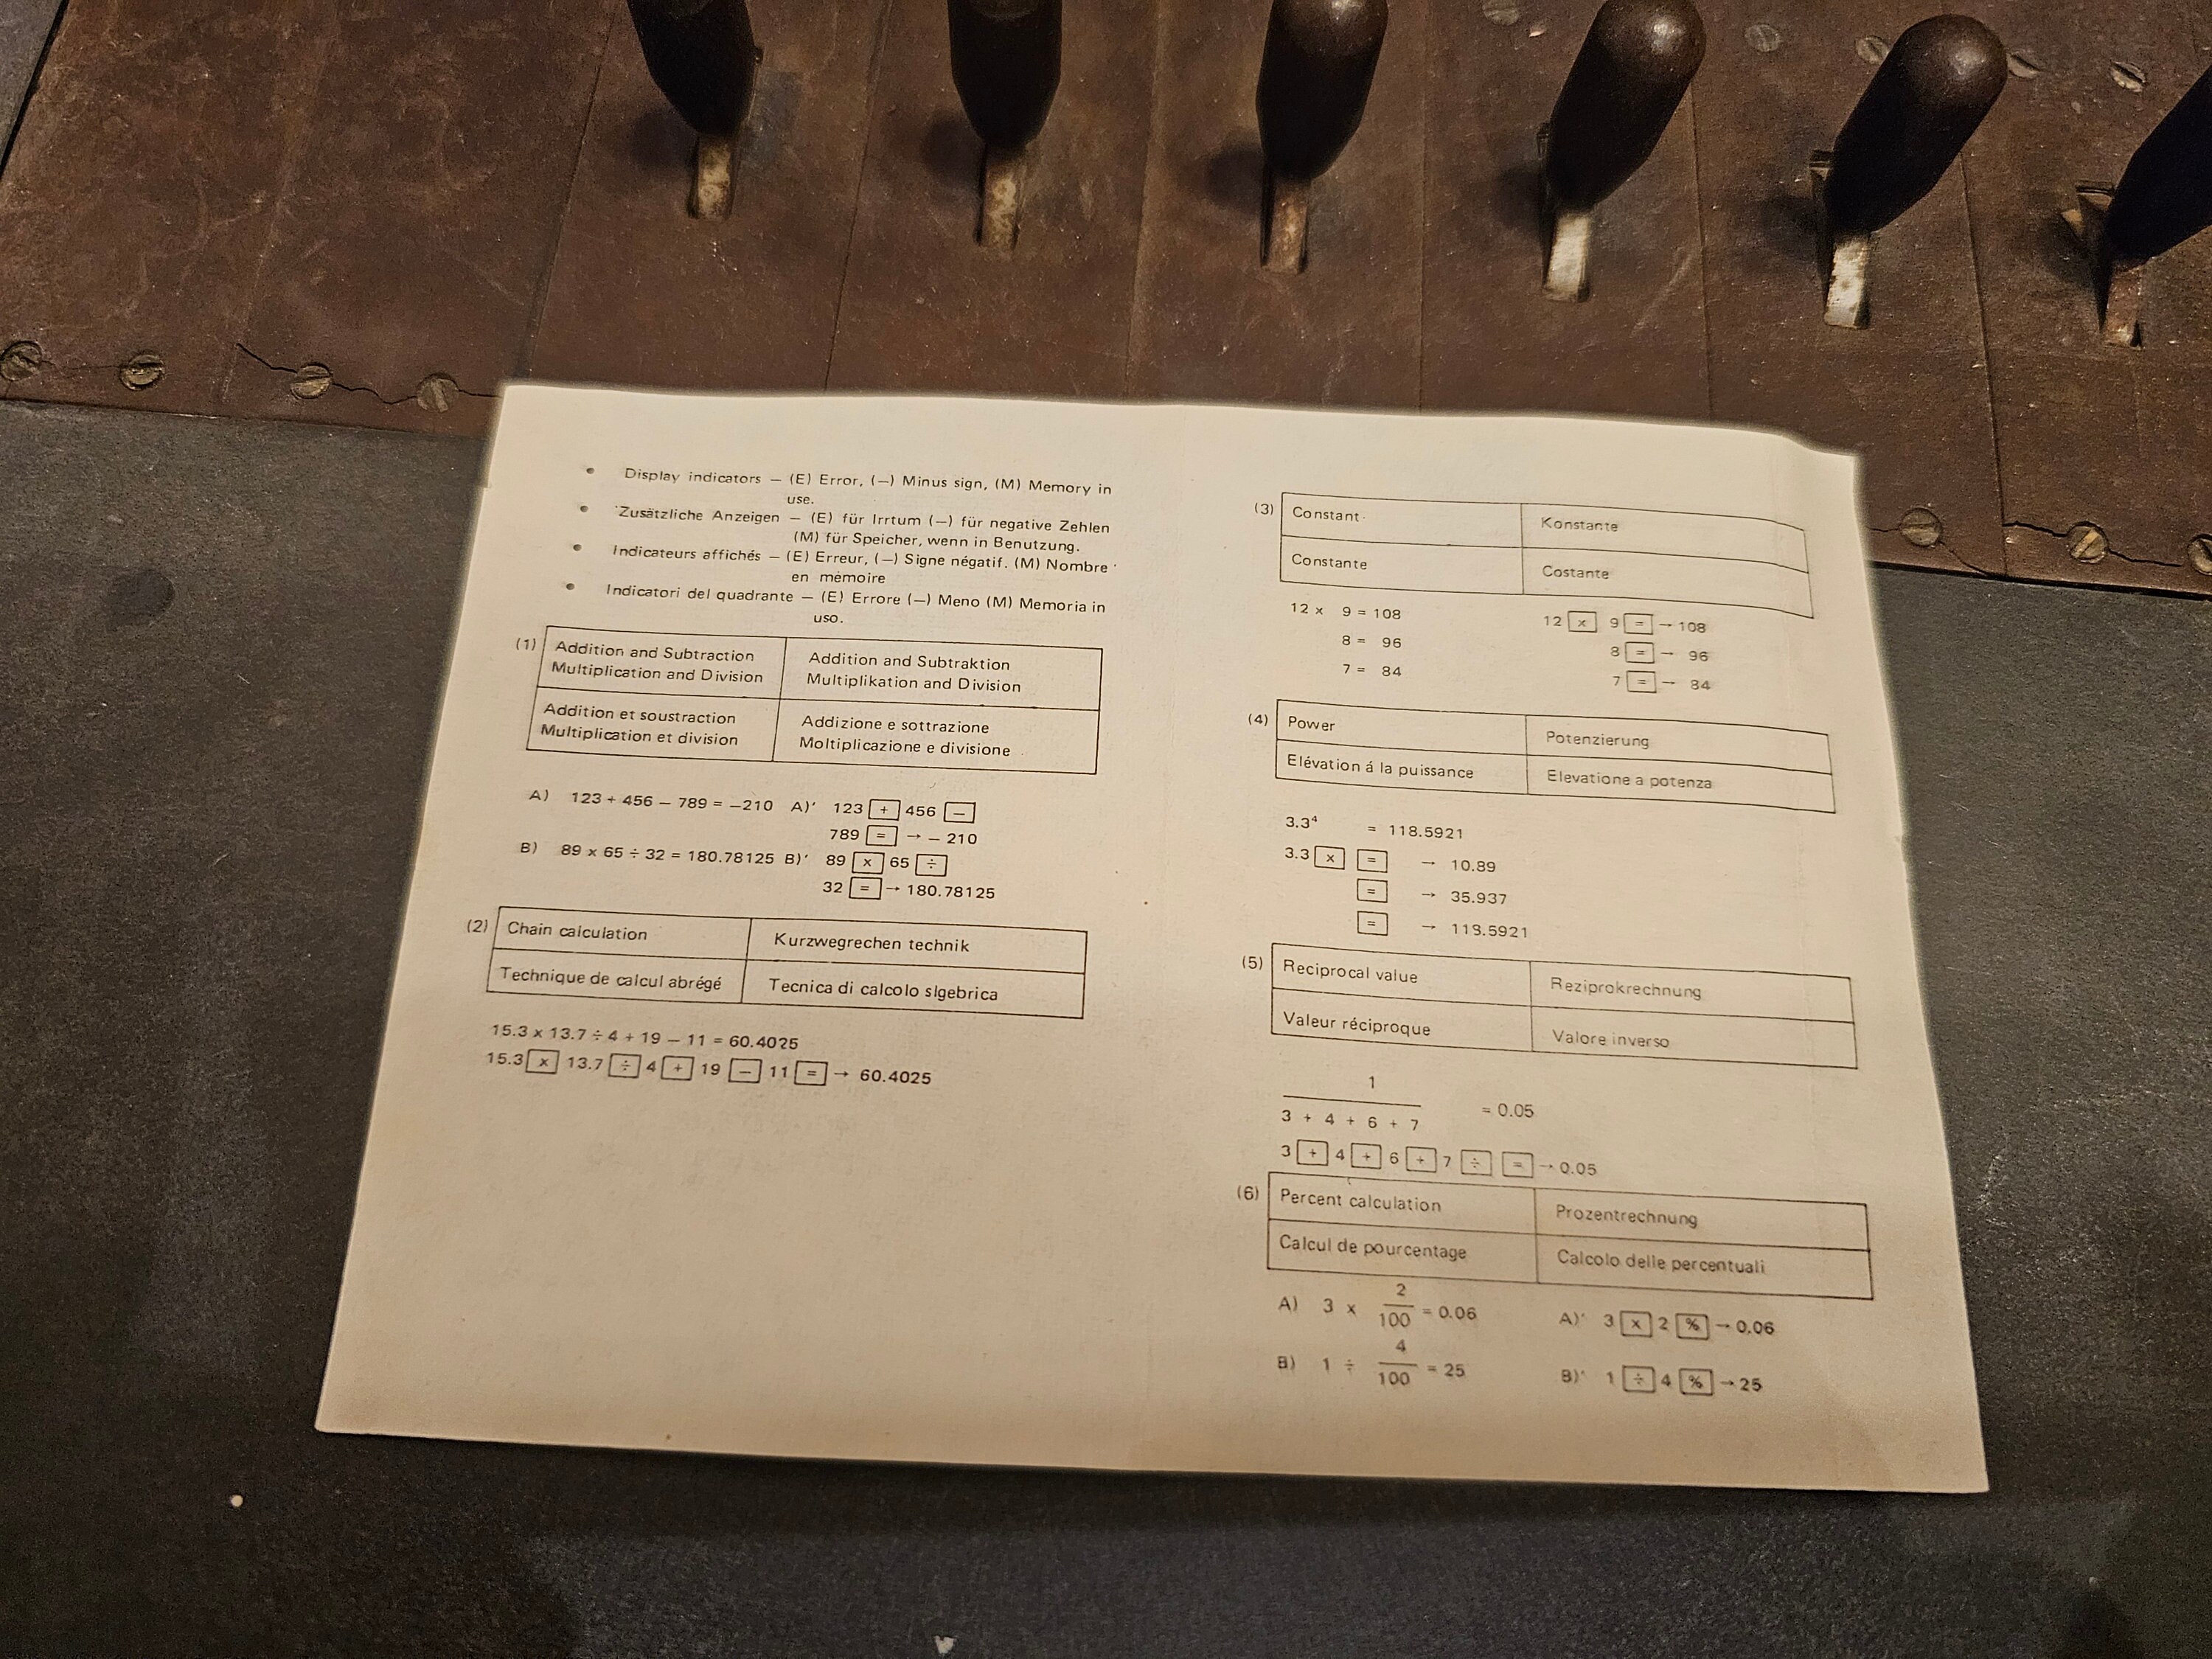 • Display indicators — (E) Error, (—) Minus sign, (M) Memory in
use.
• Zusätzliche Anzeigen — (E) für Irrtum (—) für negative Zehlen
(M) für Speicher, wenn in Benutzung.
• Indicateurs affichés — (E) Erreur, (—) Signe négatif. (M) Nombre
en mémoire
• Indicatori del quadrante — (E) Errore (—) Meno (M) Memoria in
uso.
(1) Addition and Subtraction
Multiplication and Division
Addition and Subtraktion
Multiplikation and Division
Addition et soustraction
Multiplication et division
Addizione e sottrazione
Moltiplicazione e divisione
A) 123 + 456 — 789 = —210 A)' 123 + 456 —
789 = → — 210
B) 89 x 65 ÷ 32 = 180.78125 B)' 89 x 65 ÷
32 = → 180.78125
(2) Chain calculation
Kurzwegrechen technik
Technique de calcul abrégé
Tecnica di calcolo slgebrica
15.3 x 13.7 ÷ 4 + 19 — 11 = 60.4025
15.3 x 13.7 ÷ 4 + 19 — 11 = → 60.4025
(3) Constant
Konstante
Constante
Costante
12 x 9 = 108 12 x 9 = → 108
8 = 96 8 = → 96
7 = 84 7 = → 84
(4) Power
Potenzierung
Elévation á la puissance
Elevatione a potenza
3.3⁴ = 118.5921
3.3 x = → 10.89
= → 35.937
= → 118.5921
(5) Reciprocal value
Reziprokrechnung
Valeur réciproque
Valore inverso
1
3 + 4 + 6 + 7 = 0.05
3 + 4 + 6 + 7 ÷ = → 0.05
(6) Percent calculation
Prozentrechnung
Calcul de pourcentage
Calcolo delle percentuali
A) 3 x 2/100 = 0.06 A)' 3 x 2 % → 0.06
B) 1 ÷ 4/100 = 25 B)' 1 ÷ 4 % → 25